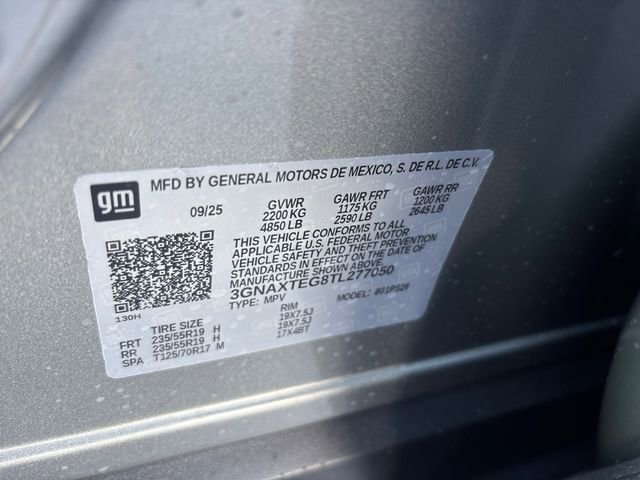 gm
MFD BY GENERAL MOTORS DE MEXICO, S. DE R.L. DE C.V.
09/25 GVWR GAWR FRT GAWR RR
2200 KG 1175 KG 1200 KG
4850 LB 2590 LB 2645 LB
THIS VEHICLE CONFORMS TO ALL
APPLICABLE U.S. FEDERAL MOTOR
VEHICLE SAFETY AND THEFT PREVENTION
STANDARDS IN EFFECT ON THE DATE OF
MANUFACTURE SHOWN ABOVE.
3GNAXTEG8TL277050
TYPE: MPV MODEL: 801PS26
130H
TIRE SIZE RIM
FRT 235/55R19 H 19X7.5J
RR 235/55R19 H 19X7.5J
SPA T125/70R17 M 17X4BT